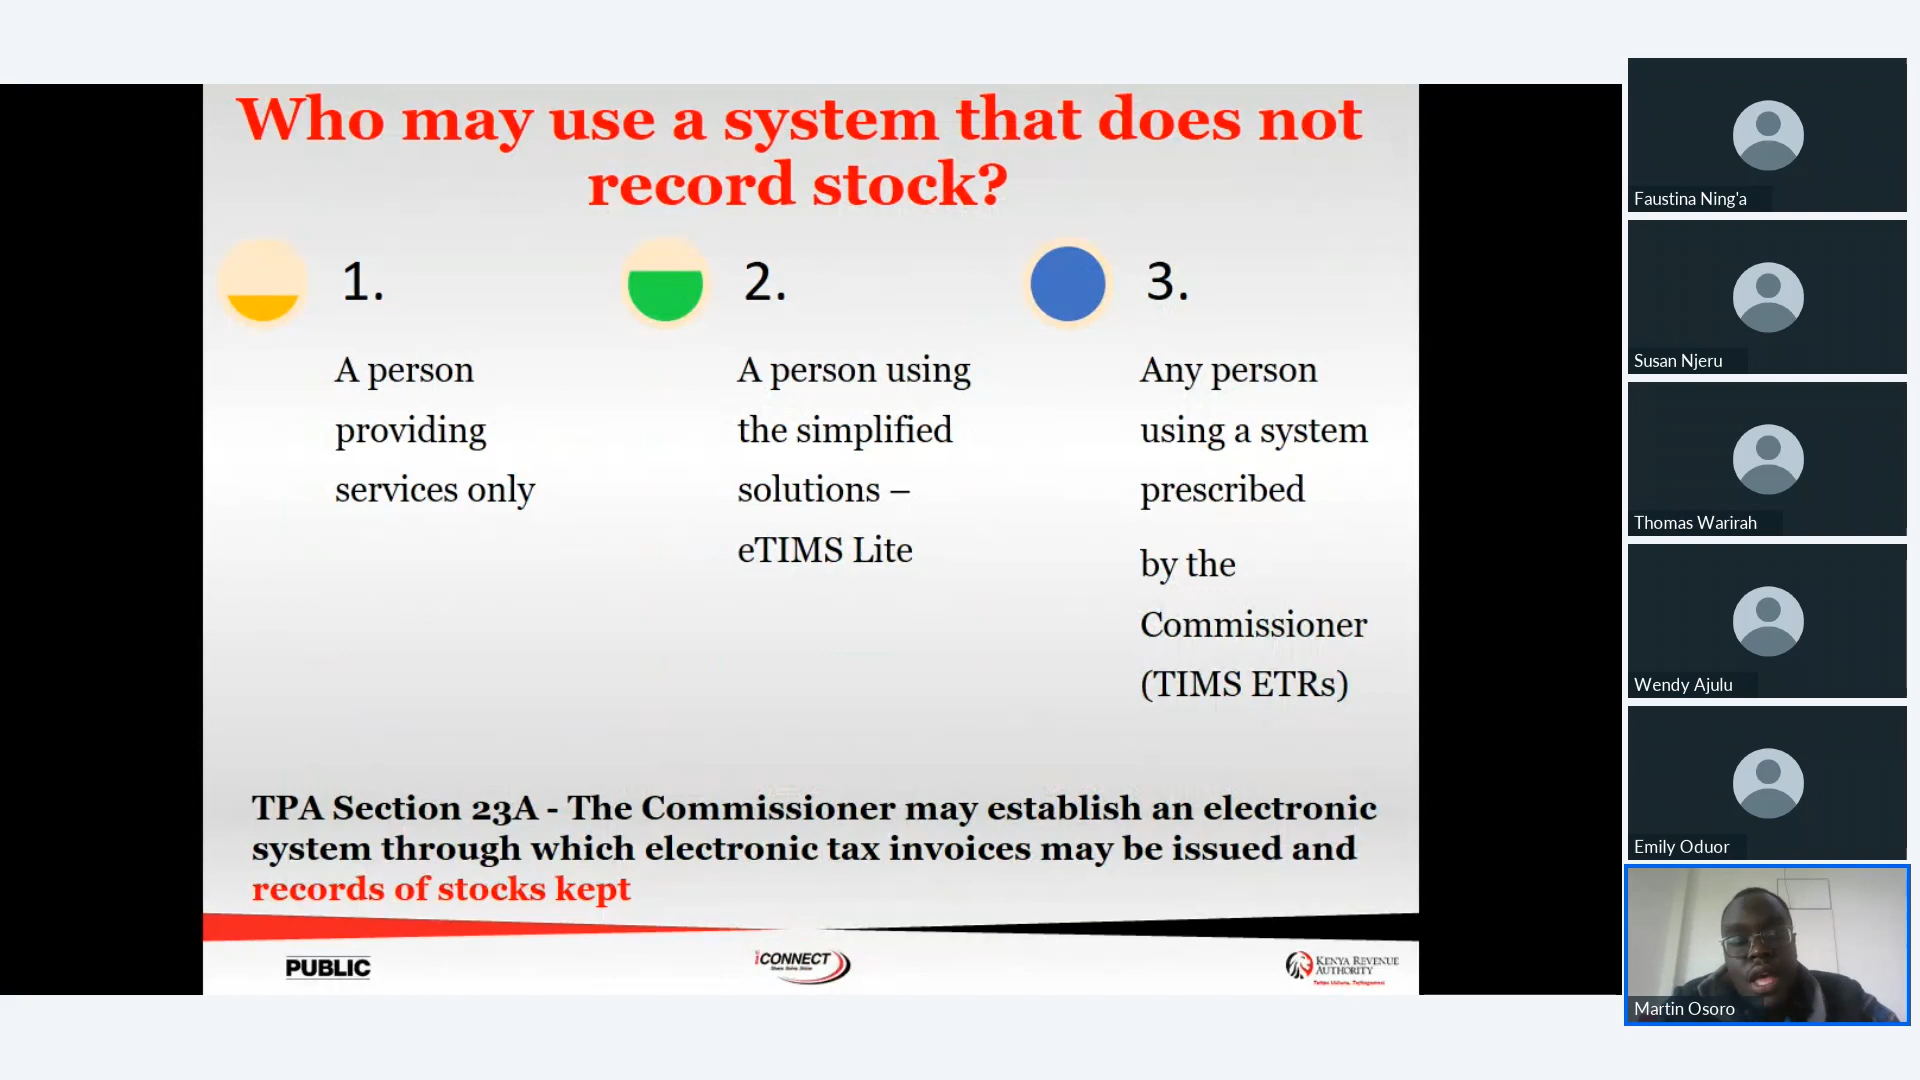 Who may use a system that does not
record stock?
1.
A person
providing
services only
2.
A person using
the simplified
solutions –
eTIMS Lite
3.
Any person
using a system
prescribed
by the
Commissioner
(TIMS ETRs)
TPA Section 23A - The Commissioner may establish an electronic
system through which electronic tax invoices may be issued and
records of stocks kept
PUBLIC
iCONNECT
KENYA REVENUE
AUTHORITY
Faustina Ning'a
Susan Njeru
Thomas Warirah
Wendy Ajulu
Emily Oduor
Martin Osoro